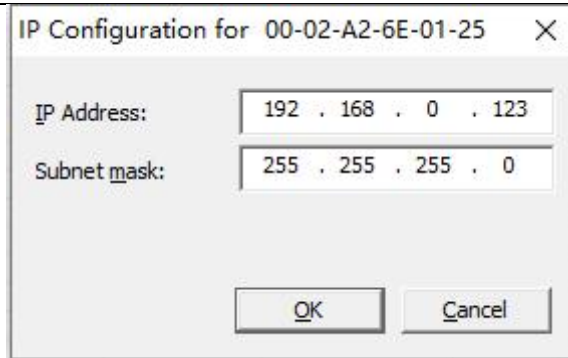 IP Configuration for 00-02-A2-6E-01-25
IP Address: 192 . 168 . 0 . 123
Subnet mask: 255 . 255 . 255 . 0
OK Cancel